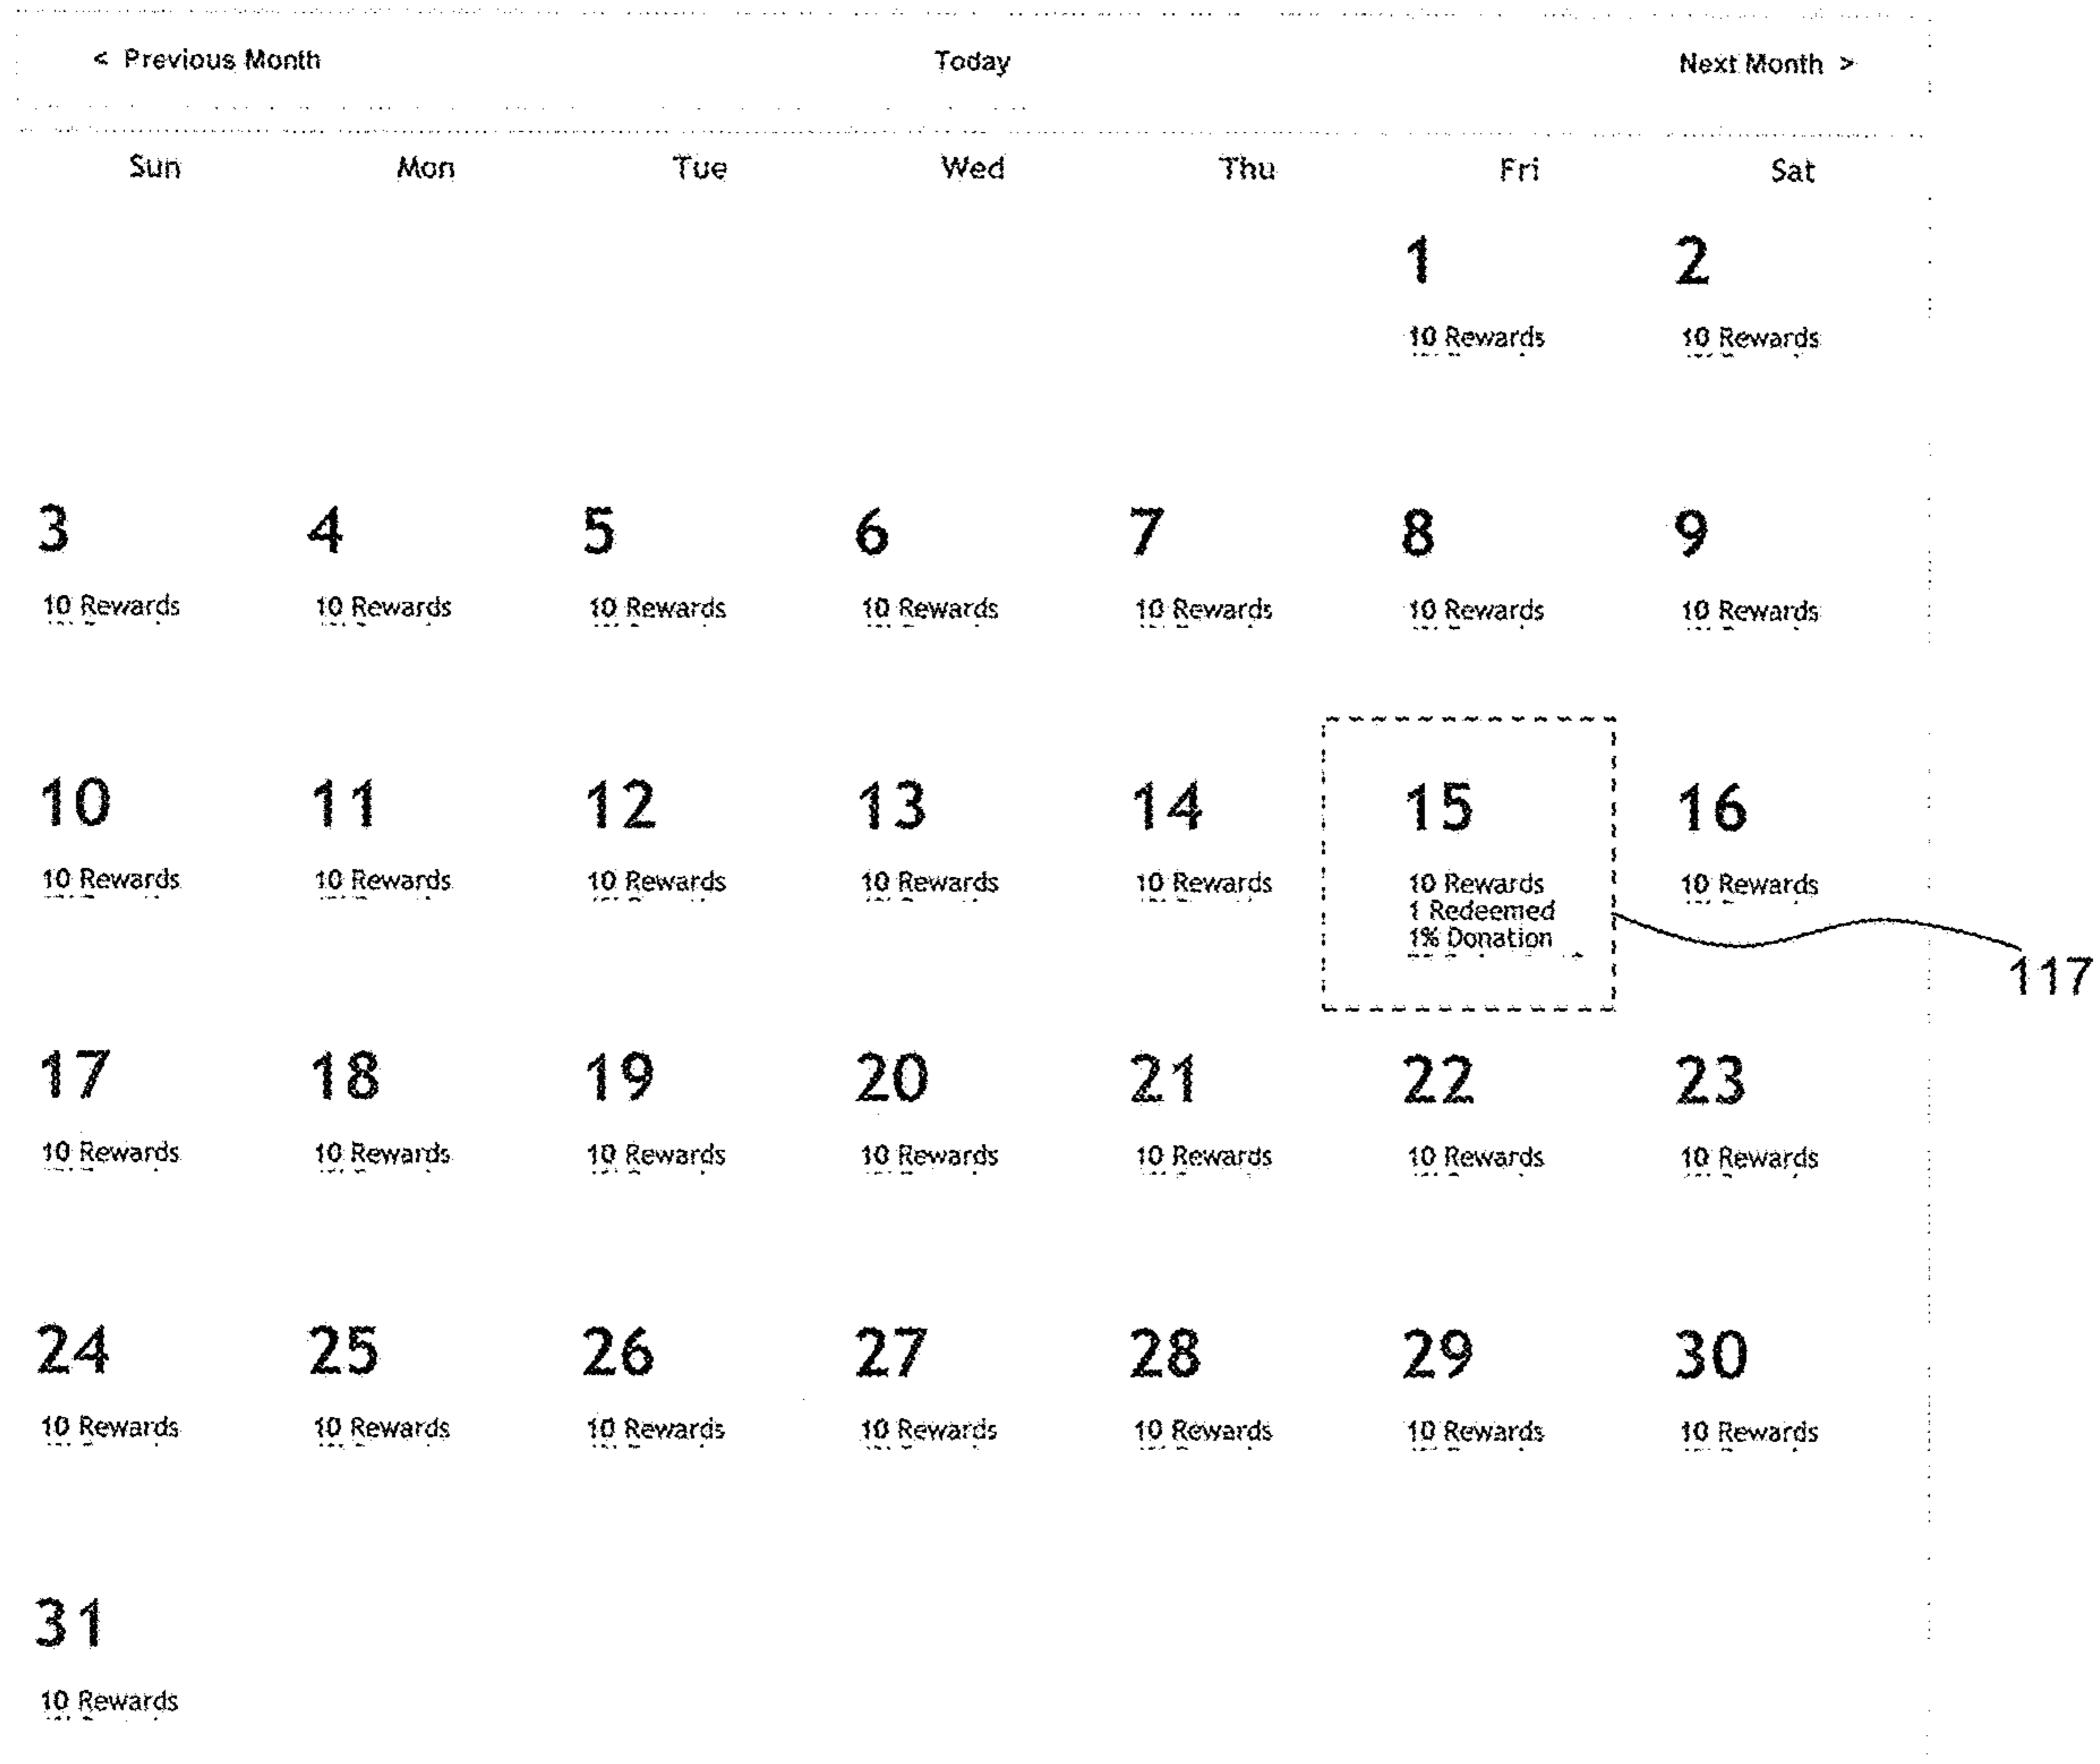 < Previous Month Today Next Month >
Sun Mon Tue Wed Thu Fri Sat
1 2
10 Rewards 10 Rewards
3 4 5 6 7 8 9
10 Rewards 10 Rewards 10 Rewards 10 Rewards 10 Rewards 10 Rewards 10 Rewards
10 11 12 13 14 15 16
10 Rewards 10 Rewards 10 Rewards 10 Rewards 10 Rewards 10 Rewards 10 Rewards
1 Redeemed
1% Donation
117
17 18 19 20 21 22 23
10 Rewards 10 Rewards 10 Rewards 10 Rewards 10 Rewards 10 Rewards 10 Rewards
24 25 26 27 28 29 30
10 Rewards 10 Rewards 10 Rewards 10 Rewards 10 Rewards 10 Rewards 10 Rewards
31
10 Rewards